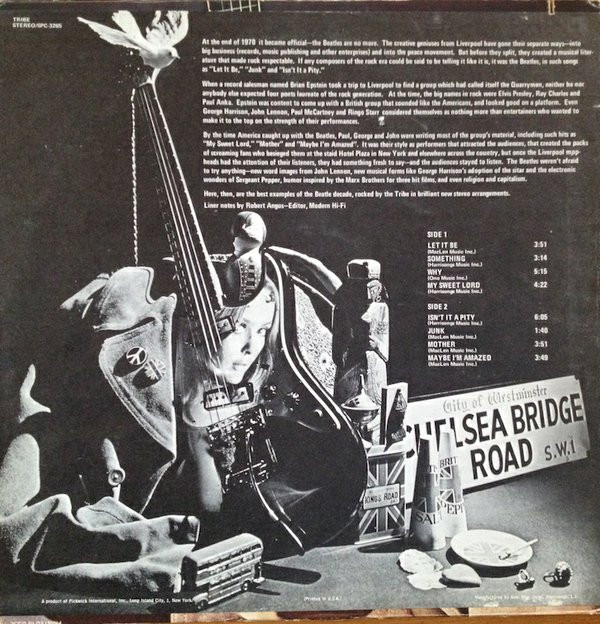 TRIBE
STEREO/SPC-3265
At the end of 1970 it became official—the Beatles are no more. The creative geniuses from Liverpool have gone their separate ways—into
big business (records, music publishing and other enterprises) and into the peace movement. But before they split, they created a musical liter-
ature that made rock respectable. If any composers of the rock era could be said to be telling it like it is, it was the Beatles, in such songs
as "Let It Be," "Junk" and "Isn't It a Pity."
When a record salesman named Brian Epstein took a trip to Liverpool to find a group which had called itself the Quarrymen, neither he nor
anybody else expected four poets laureate of the rock generation. At the time, the big names in rock were Elvis Presley, Ray Charles and
Paul Anka. Epstein was content to come up with a British group that sounded like the Americans, and looked good on a platform. Even
George Harrison, John Lennon, Paul McCartney and Ringo Starr considered themselves as nothing more than entertainers who wanted to
make it to the top on the strength of their performances.
By the time America caught up with the Beatles, Paul, George and John were writing most of the group's material, including such hits as
"My Sweet Lord," "Mother" and "Maybe I'm Amazed". It was their style as performers that attracted the audiences, that created the packs
of screaming fans who besieged them at the staid Hotel Plaza in New York and elsewhere across the country, but once the Liverpool mop-
heads had the attention of their listeners, they had something fresh to say—and the audiences stayed to listen. The Beatles weren't afraid
to try anything—new word images from John Lennon, new musical forms like George Harrison's adoption of the sitar and the electronic
wonders of Sergeant Pepper, humor inspired by the Marx Brothers for three hit films, and even religion and capitalism.
Here, then, are the best examples of the Beatle decade, rocked by the Tribe in brilliant new stereo arrangements.
Liner notes by Robert Angus—Editor, Modern Hi-Fi
SIDE 1
LET IT BE 3:51
(MacLen Music Inc.)
SOMETHING 3:14
(Harrisongs Music Inc.)
WHY 5:15
(Ono Music Inc.)
MY SWEET LORD 4:22
(Harrisongs Music Inc.)
SIDE 2
ISN'T IT A PITY 6:05
(Harrisongs Music Inc.)
JUNK 1:40
(MacLen Music Inc.)
MOTHER 3:51
(MacLen Music Inc.)
MAYBE I'M AMAZED 3:49
(MacLen Music Inc.)
City of Westminster
CHELSEA BRIDGE
ROAD S.W.1
KINGS ROAD
BRIT
SAL
PEP
A product of Pickwick International, Inc., Long Island City, 1, New York.
(Printed in U.S.A.)